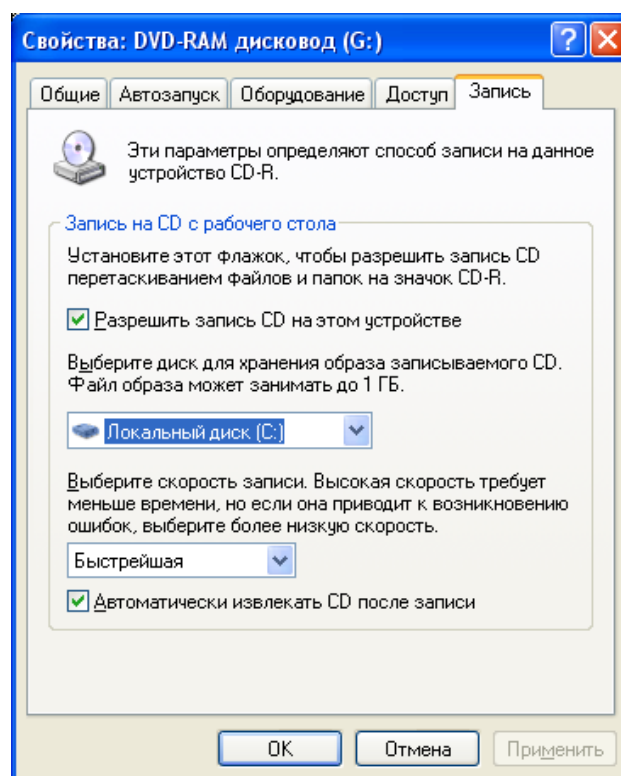 Свойства: DVD-RAM дисковод (G:)
Общие Автозапуск Оборудование Доступ Запись
Эти параметры определяют способ записи на данное
устройство CD-R.
Запись на CD с рабочего стола
Установите этот флажок, чтобы разрешить запись CD
перетаскиванием файлов и папок на значок CD-R.
Разрешить запись CD на этом устройстве
Выберите диск для хранения образа записываемого CD.
Файл образа может занимать до 1 ГБ.
Локальный диск (C:)
Выберите скорость записи. Высокая скорость требует
меньше времени, но если она приводит к возникновению
ошибок, выберите более низкую скорость.
Быстрейшая
Автоматически извлекать CD после записи
ОК Отмена Применить